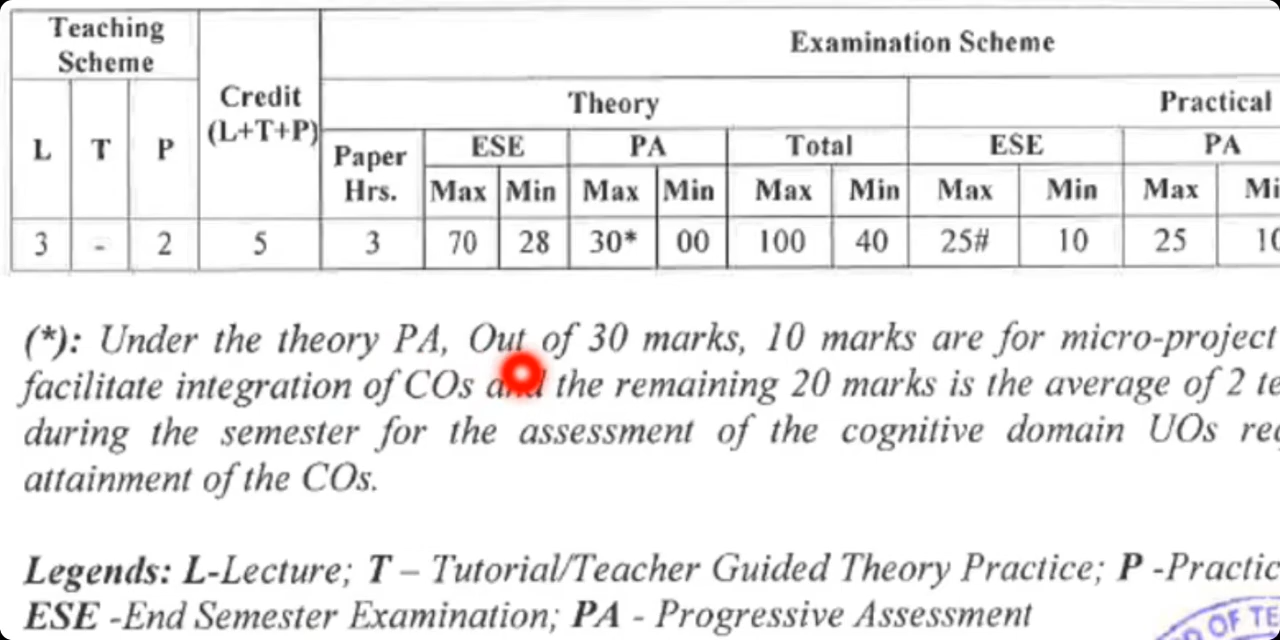 Teaching Scheme
Credit (L+T+P)
Examination Scheme
L T P
Theory
Practical
Paper Hrs.
ESE PA Total ESE PA
Max Min Max Min Max Min Max Min Max
3 - 2 5 3 70 28 30* 00 100 40 25# 10 25
(*): Under the theory PA, Out of 30 marks, 10 marks are for micro-project
facilitate integration of COs and the remaining 20 marks is the average of 2
during the semester for the assessment of the cognitive domain UOs
attainment of the COs.
Legends: L-Lecture; T – Tutorial/Teacher Guided Theory Practice; P -
ESE -End Semester Examination; PA - Progressive Assessment
OF